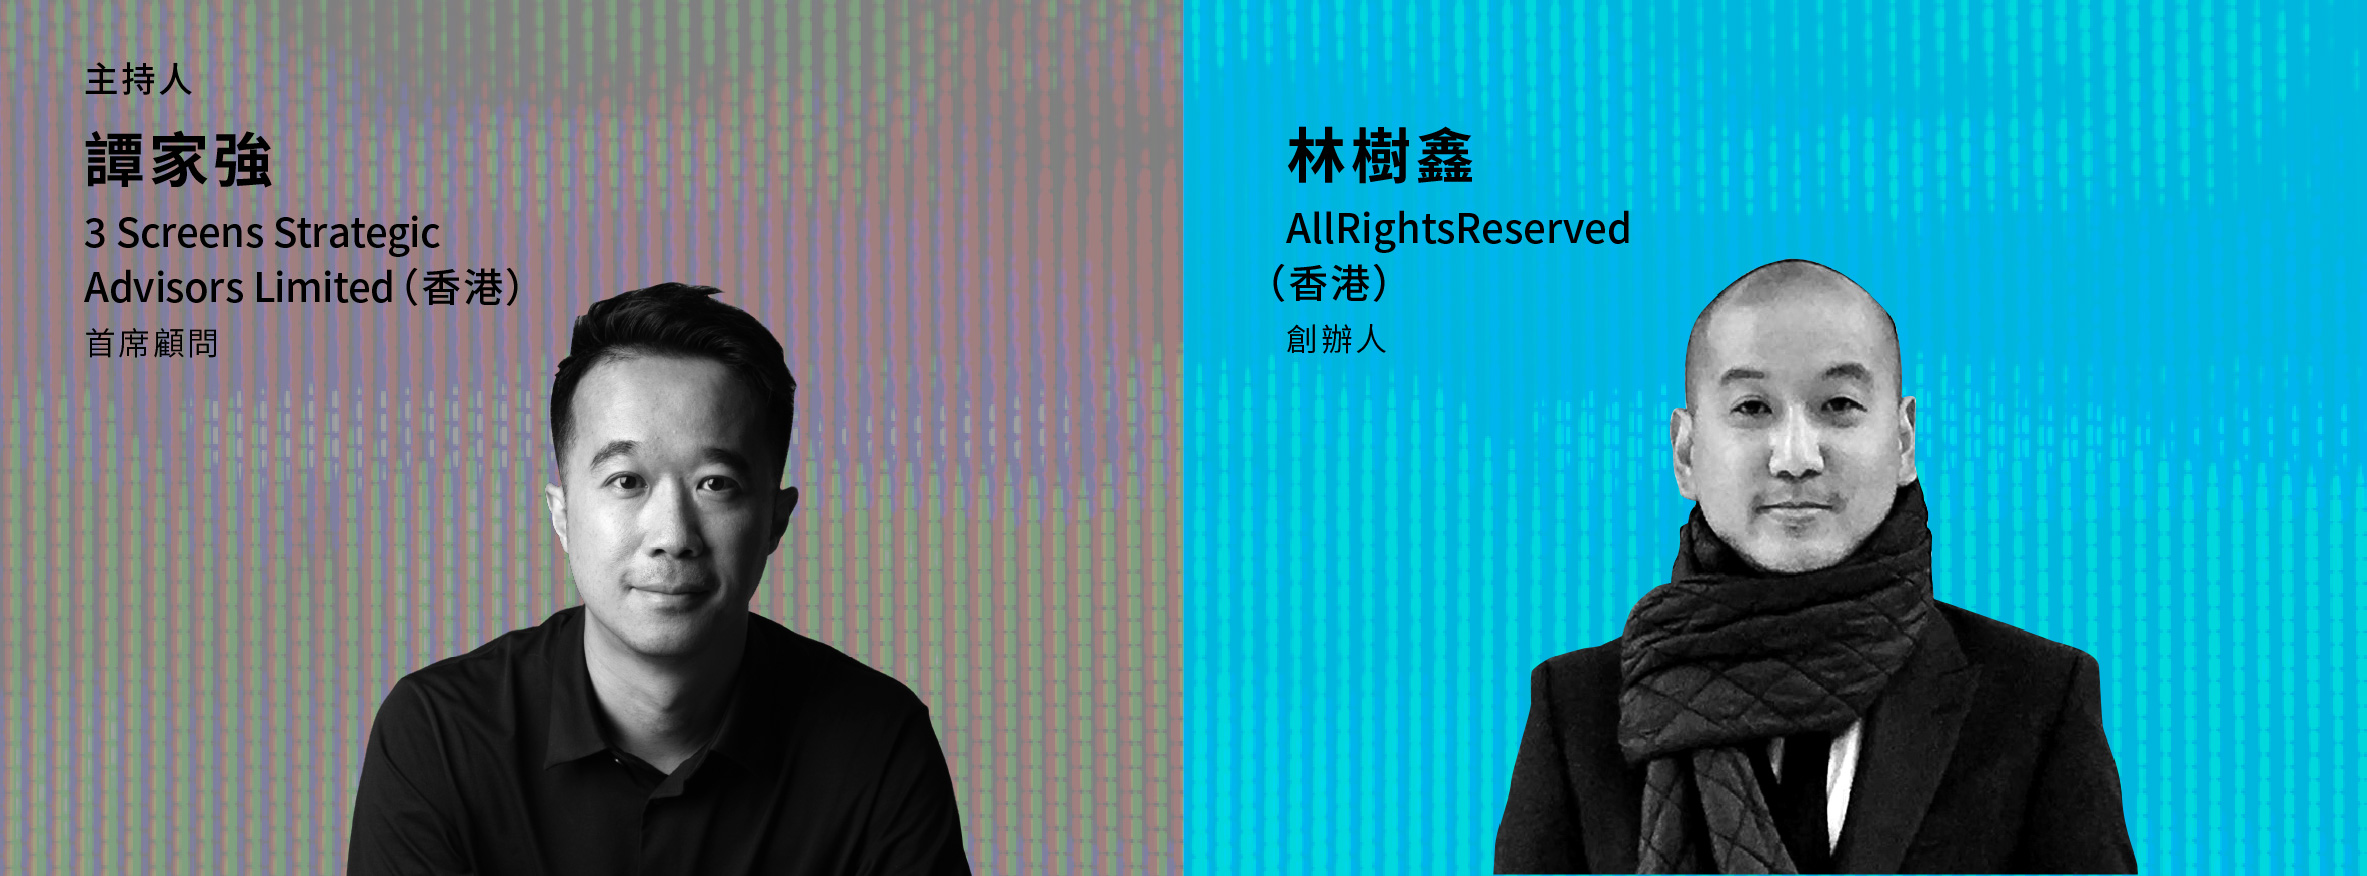 主持人
譚家強
3 Screens Strategic
Advisors Limited（香港）
首席顧問
林樹鑫
AllRightsReserved
（香港）
創辦人